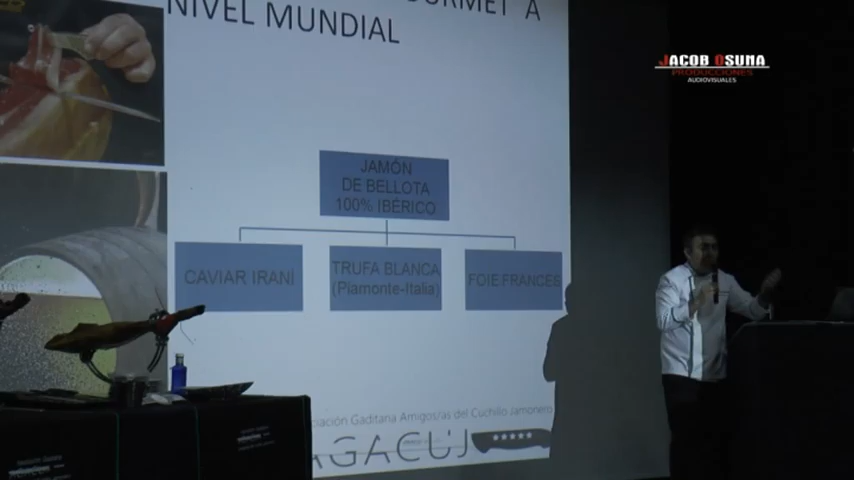 GOURMET A
NIVEL MUNDIAL
JACOB OSUNA
PRODUCCIONES
AUDIOVISUALES
JAMÓN
DE BELLOTA
100% IBÉRICO
CAVIAR IRANI
TRUFA BLANCA
(Piamonte-Italia)
FOIE FRANCÉS
Gaditana Amigos/as del Cuchillo Jamonero
AGACUJ